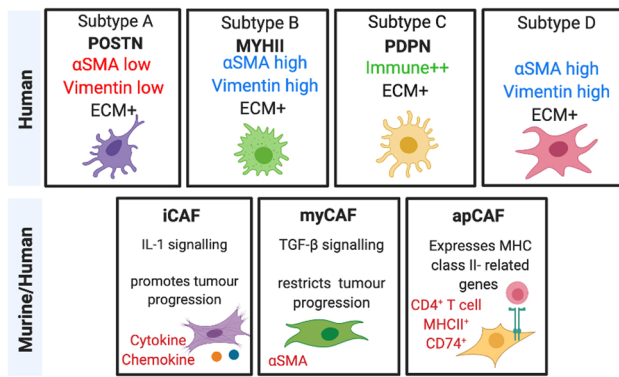 Human
Subtype A
POSTN
αSMA low
Vimentin low
ECM+
Subtype B
MYHII
αSMA high
Vimentin high
ECM+
Subtype C
PDPN
Immune++
ECM+
Subtype D
αSMA high
Vimentin high
ECM+
Murine/Human
iCAF
IL-1 signalling
promotes tumour
progression
Cytokine
Chemokine
myCAF
TGF-β signalling
restricts tumour
progression
αSMA
apCAF
Expresses MHC
class II- related
genes
CD4⁺ T cell
MHCII⁺
CD74⁺